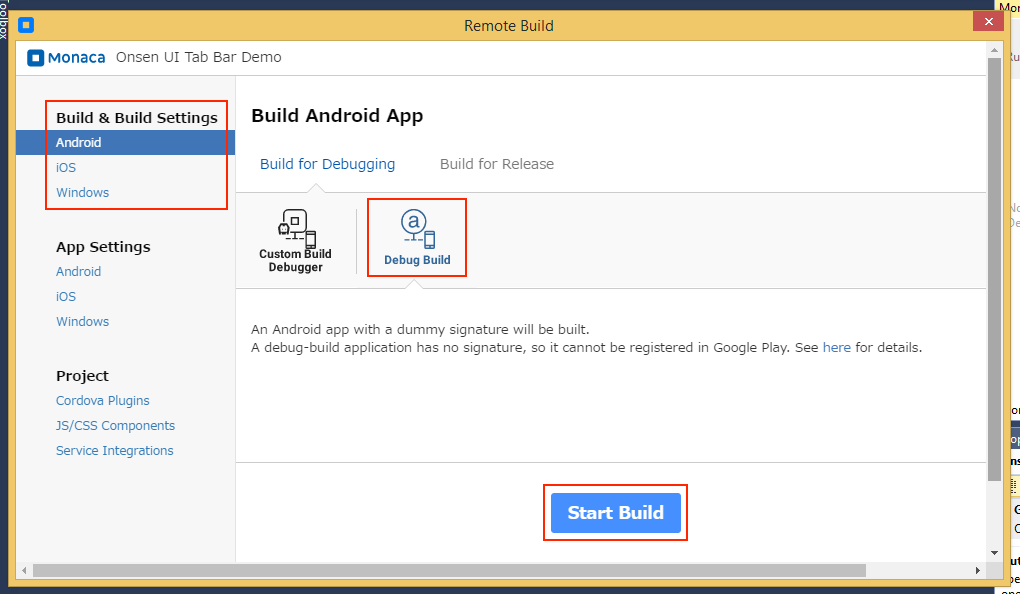 Toolbox
Remote Build
Monaca Onsen UI Tab Bar Demo
Build & Build Settings
Android
iOS
Windows
App Settings
Android
iOS
Windows
Project
Cordova Plugins
JS/CSS Components
Service Integrations
Build Android App
Build for Debugging Build for Release
Custom Build
Debugger
a
Debug Build
An Android app with a dummy signature will be built.
A debug-build application has no signature, so it cannot be registered in Google Play. See here for details.
Start Build